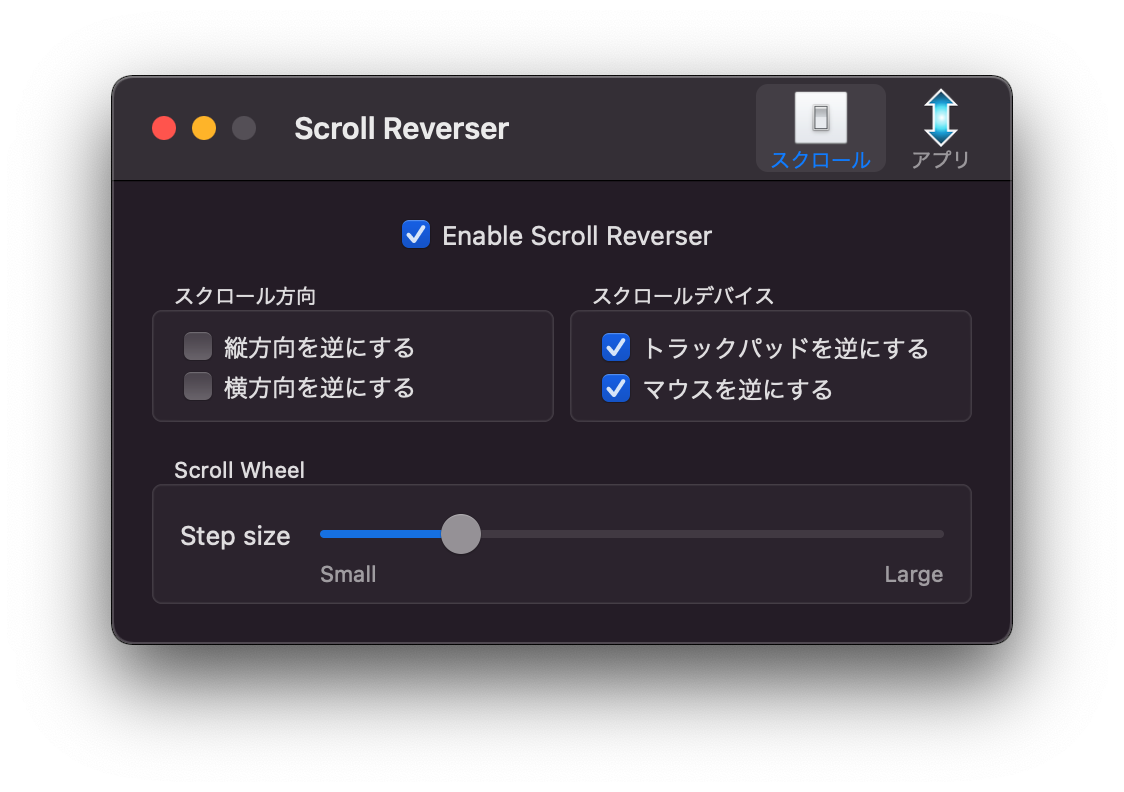 Scroll Reverser
スクロール
アプリ
Enable Scroll Reverser
スクロール方向
縦方向を逆にする
横方向を逆にする
スクロールデバイス
トラックパッドを逆にする
マウスを逆にする
Scroll Wheel
Step size
Small
Large